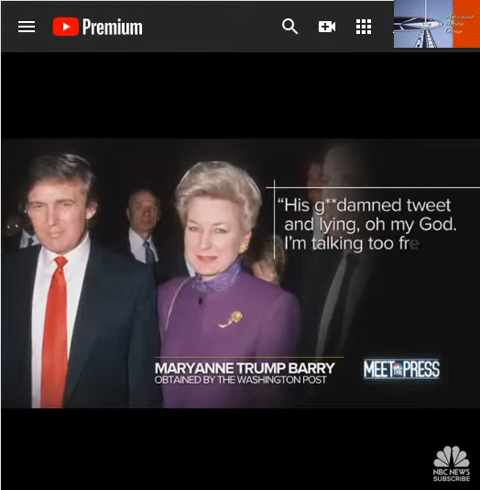 Premium
“His g**damned tweet
and lying, oh my God.
I’m talking too fre
MARYANNE TRUMP BARRY
OBTAINED BY THE WASHINGTON POST
MEET THE PRESS
NBC NEWS
SUBSCRIBE